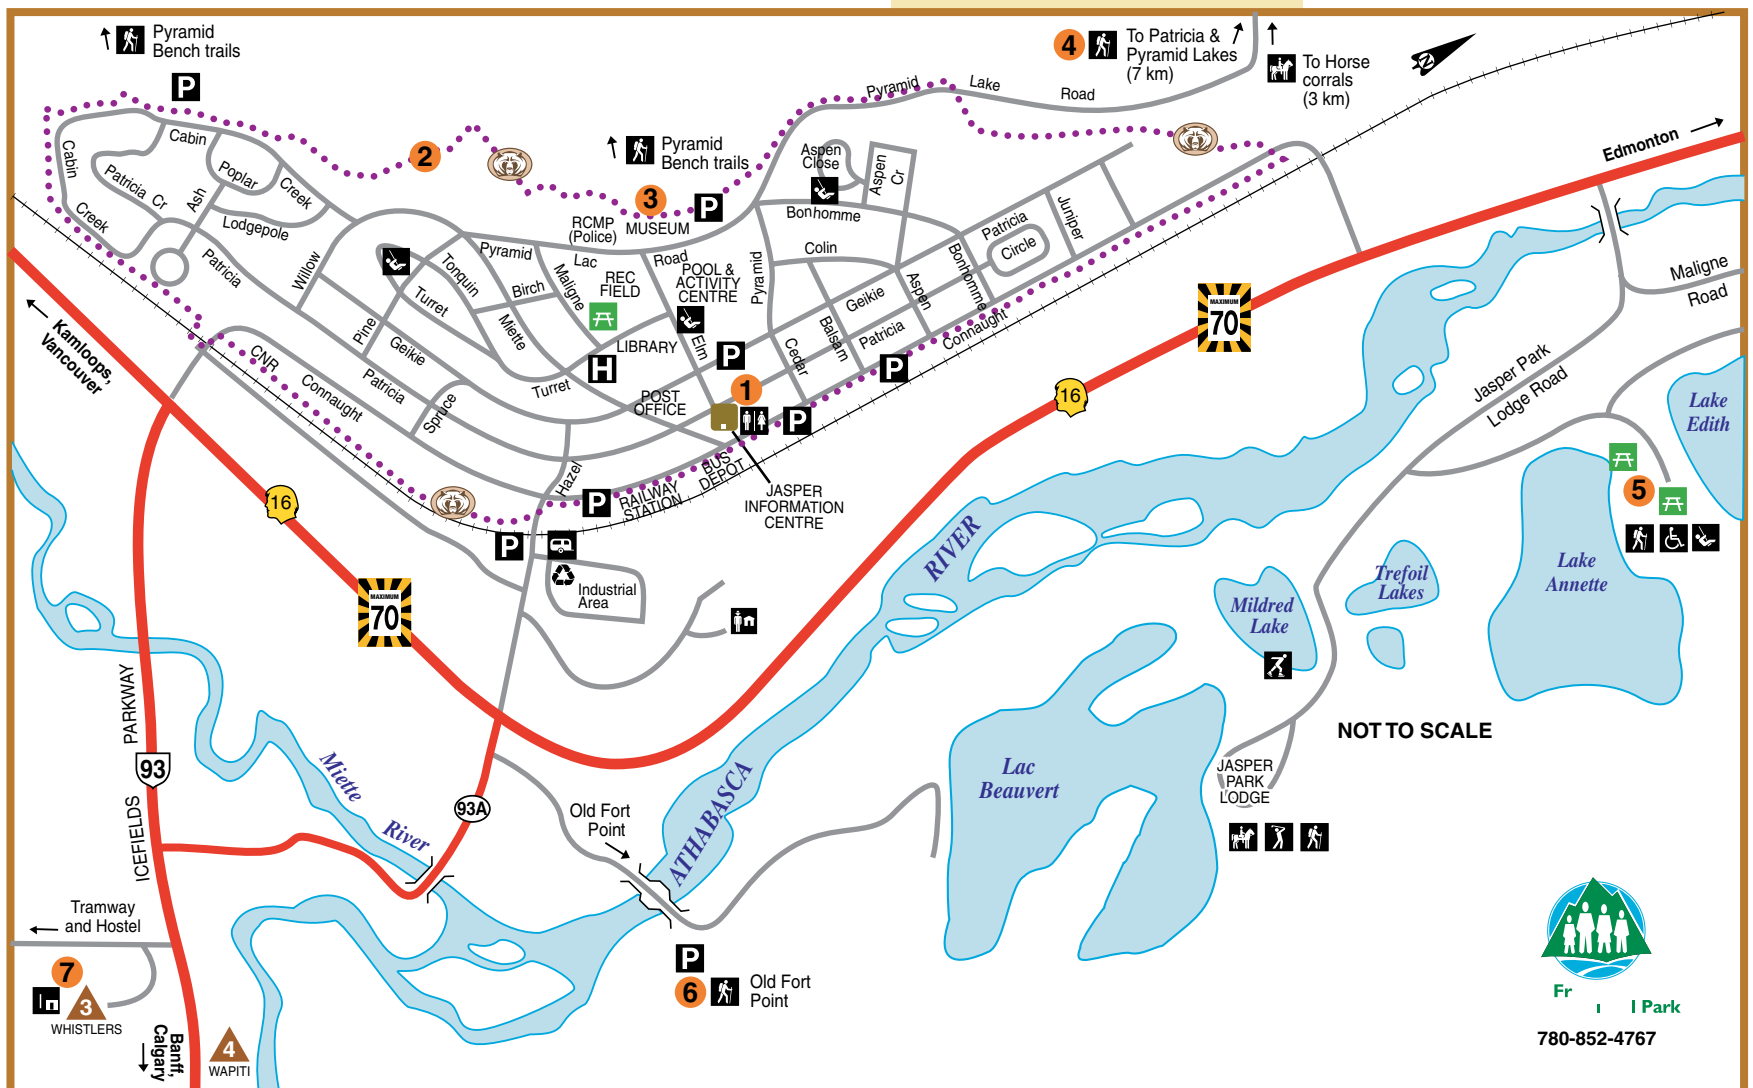 Pyramid
Bench trails
P
4
To Patricia &
Pyramid Lakes
(7 km)
To Horse
corrals
(3 km)
N
Pyramid
Lake
Road
Edmonton
Cabin
Cabin
Creek
Patricia Cr
Ash
Poplar
Creek
Lodgepole
2
Pyramid
Bench trails
3
P
RCMP
(Police)
MUSEUM
Aspen
Close
Aspen
Cr
Bonhomme
Colin
Patricia
Circle
Juniper
Bonhomme
Maligne
Road
Patricia
Willow
Pyramid
Lac
Road
Tonquin
Turret
Birch
Maligne
Miette
REC
FIELD
POOL &
ACTIVITY
CENTRE
Pyramid
Geikie
Aspen
Patricia
Connaught
Balsam
Cedar
MAXIMUM
70
Kamloops,
Vancouver
CNR
Connaught
Pine
Geikie
Patricia
Spruce
Turret
H
LIBRARY
Elm
P
P
1
POST
OFFICE
P
16
Jasper Park
Lodge Road
Lake
Edith
Hazel
P
RAILWAY
STATION
BUS
DEPOT
JASPER
INFORMATION
CENTRE
5
16
P
Industrial
Area
MAXIMUM
70
RIVER
Mildred
Lake
Trefoil
Lakes
Lake
Annette
PARKWAY
93
ICEFIELDS
Miette
River
93A
Old Fort
Point
ATHABASCA
Lac
Beauvert
JASPER
PARK
LODGE
NOT TO SCALE
Tramway
and Hostel
7
3
WHISTLERS
Banff,
Calgary
4
WAPITI
P
6
Old Fort
Point
Fr
l Park
780-852-4767